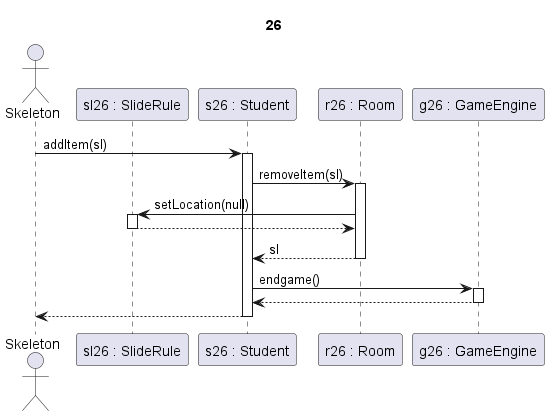 26
Skeleton
sl26 : SlideRule
s26 : Student
r26 : Room
g26 : GameEngine
addItem(sl)
removeItem(sl)
setLocation(null)
sl
endgame()
Skeleton
sl26 : SlideRule
s26 : Student
r26 : Room
g26 : GameEngine